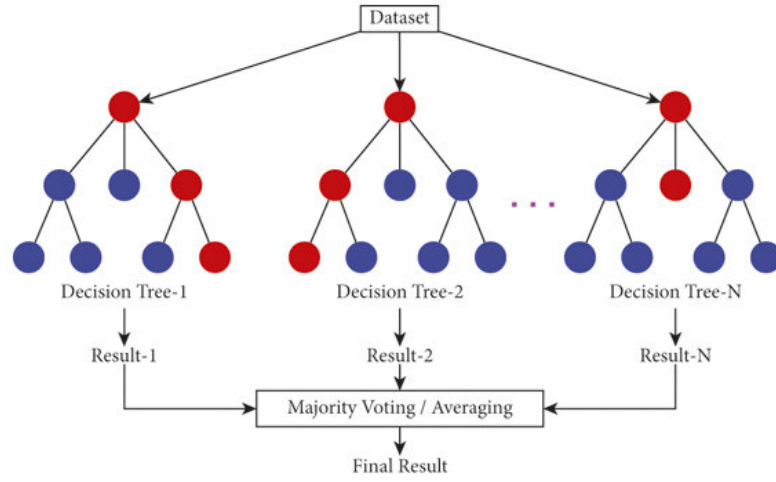 Dataset
Decision Tree-1
Decision Tree-2
Decision Tree-N
Result-1
Result-2
Result-N
Majority Voting / Averaging
Final Result